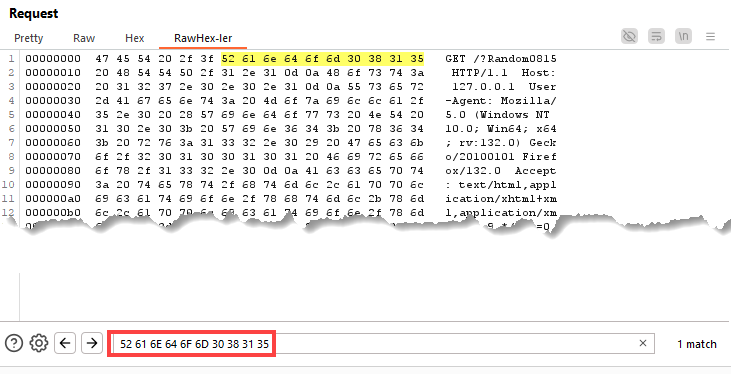 Request
Pretty Raw Hex RawHex-ler \n
1 00000000 47 45 54 20 2f 3f 52 61 6e 64 6f 6d 30 38 31 35 GET /?Random0815
2 00000010 20 48 54 54 50 2f 31 2e 31 0d 0a 48 6f 73 74 3a HTTP/1.1 Host:
3 00000020 20 31 32 37 2e 30 2e 30 2e 31 0d 0a 55 73 65 72 127.0.0.1 User
4 00000030 2d 41 67 65 6e 74 3a 20 4d 6f 7a 69 6c 6c 61 2f -Agent: Mozilla/
5 00000040 35 2e 30 20 28 57 69 6e 64 6f 77 73 20 4e 54 20 5.0 (Windows NT
6 00000050 31 30 2e 30 3b 20 57 69 6e 36 34 3b 20 78 36 34 10.0; Win64; x64
7 00000060 3b 20 72 76 3a 31 33 32 2e 30 29 20 47 65 63 6b ; rv:132.0) Geck
8 00000070 6f 2f 32 30 31 30 30 31 30 31 20 46 69 72 65 66 o/20100101 Firef
9 00000080 6f 78 2f 31 33 32 2e 30 0d 0a 41 63 63 65 70 74 ox/132.0 Accept
10 00000090 3a 20 74 65 78 74 2f 68 74 6d 6c 2c 61 70 70 6c : text/html,appl
11 000000a0 69 63 61 74 69 6f 6e 2f 78 68 74 6d 6c 2b 78 6d ication/xhtml+xm
12 000000b0 6c 2c 61 70 70 6c 69 63 61 74 69 6f 6e 2f 78 6d l,application/xm
52 61 6E 64 6F 6D 30 38 31 35 1 match